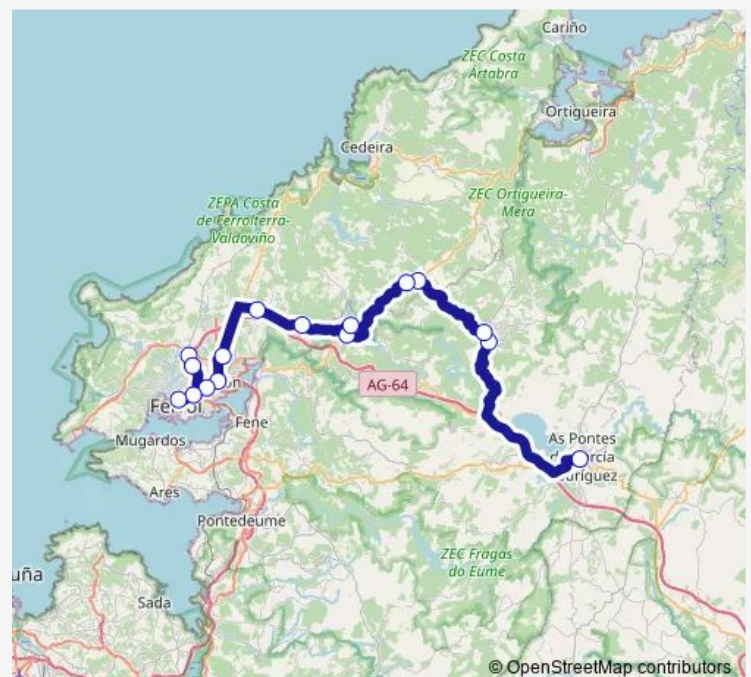 Cariño
ZEC Costa
Ártabra
Ortigueira
Cedeira
ZEC Ortigueira-
Mera
ZEPA Costa
de Ferrolterra-
Valdoviño
AG-64
Fene
Mugardos
As Pontes
Ares
Pontedeume
ZEC Fragas
do Eume
Sada
© OpenStreetMap contributors